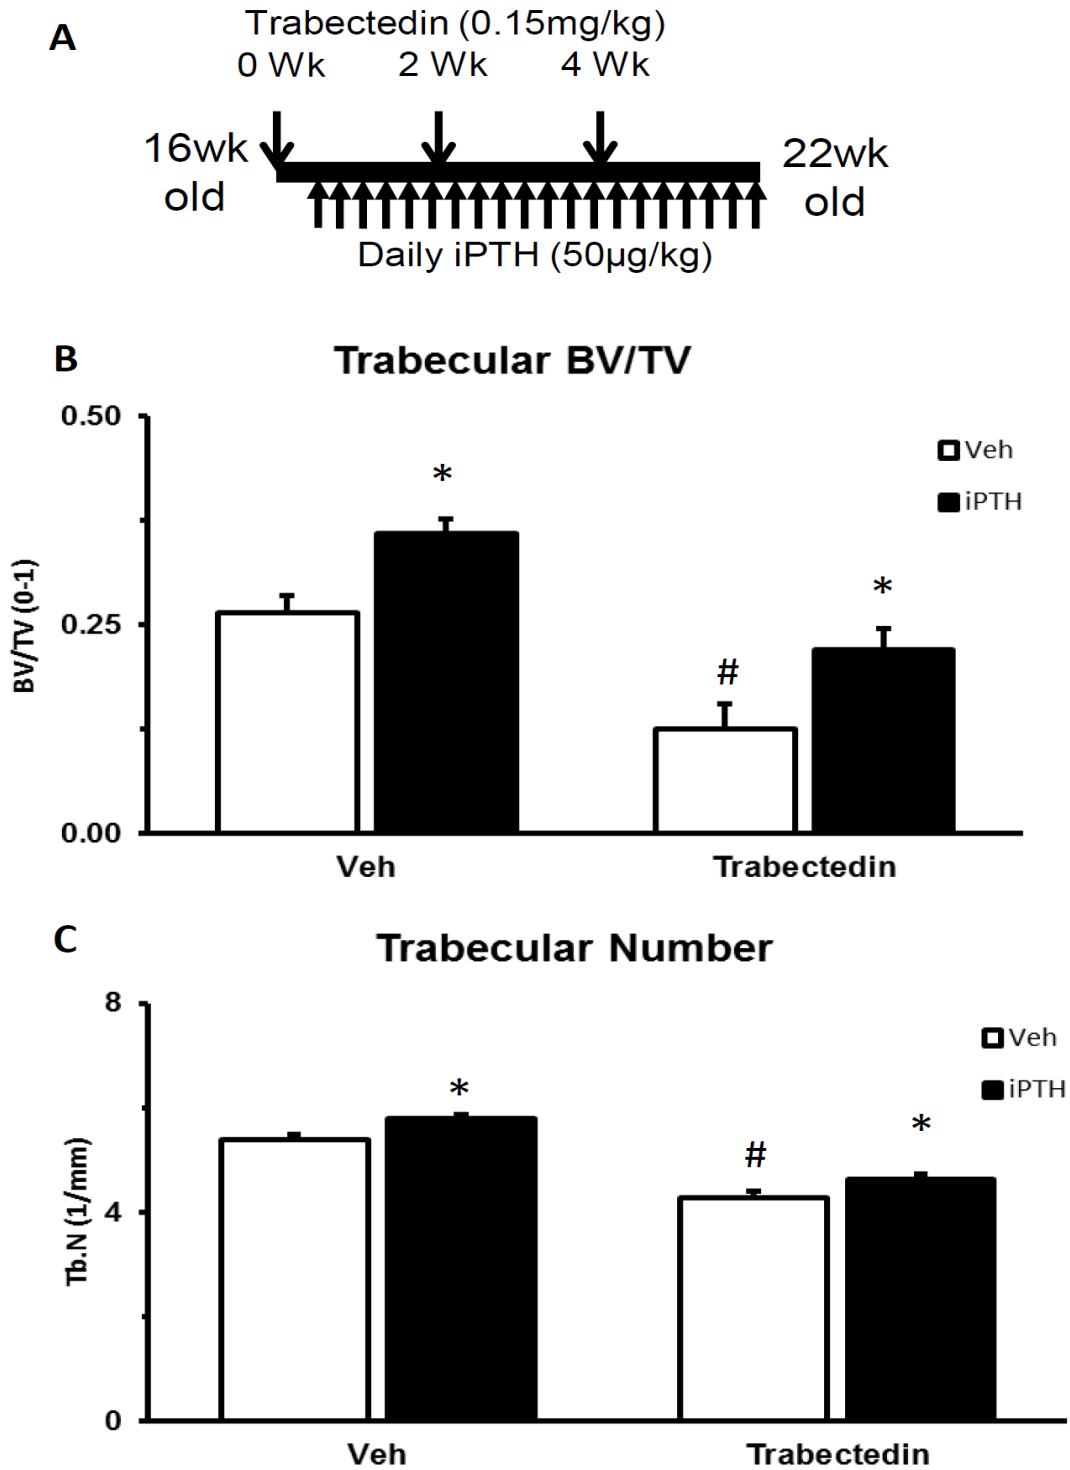 A
Trabectedin (0.15mg/kg)
0 Wk 2 Wk 4 Wk
16wk old
22wk old
Daily iPTH (50µg/kg)
B
Trabecular BV/TV
0.50
0.25
0.00
BV/TV (0-1)
*
#
*
Veh
iPTH
Veh
Trabectedin
C
Trabecular Number
8
4
0
Tb.N (1/mm)
*
#
*
Veh
iPTH
Veh
Trabectedin